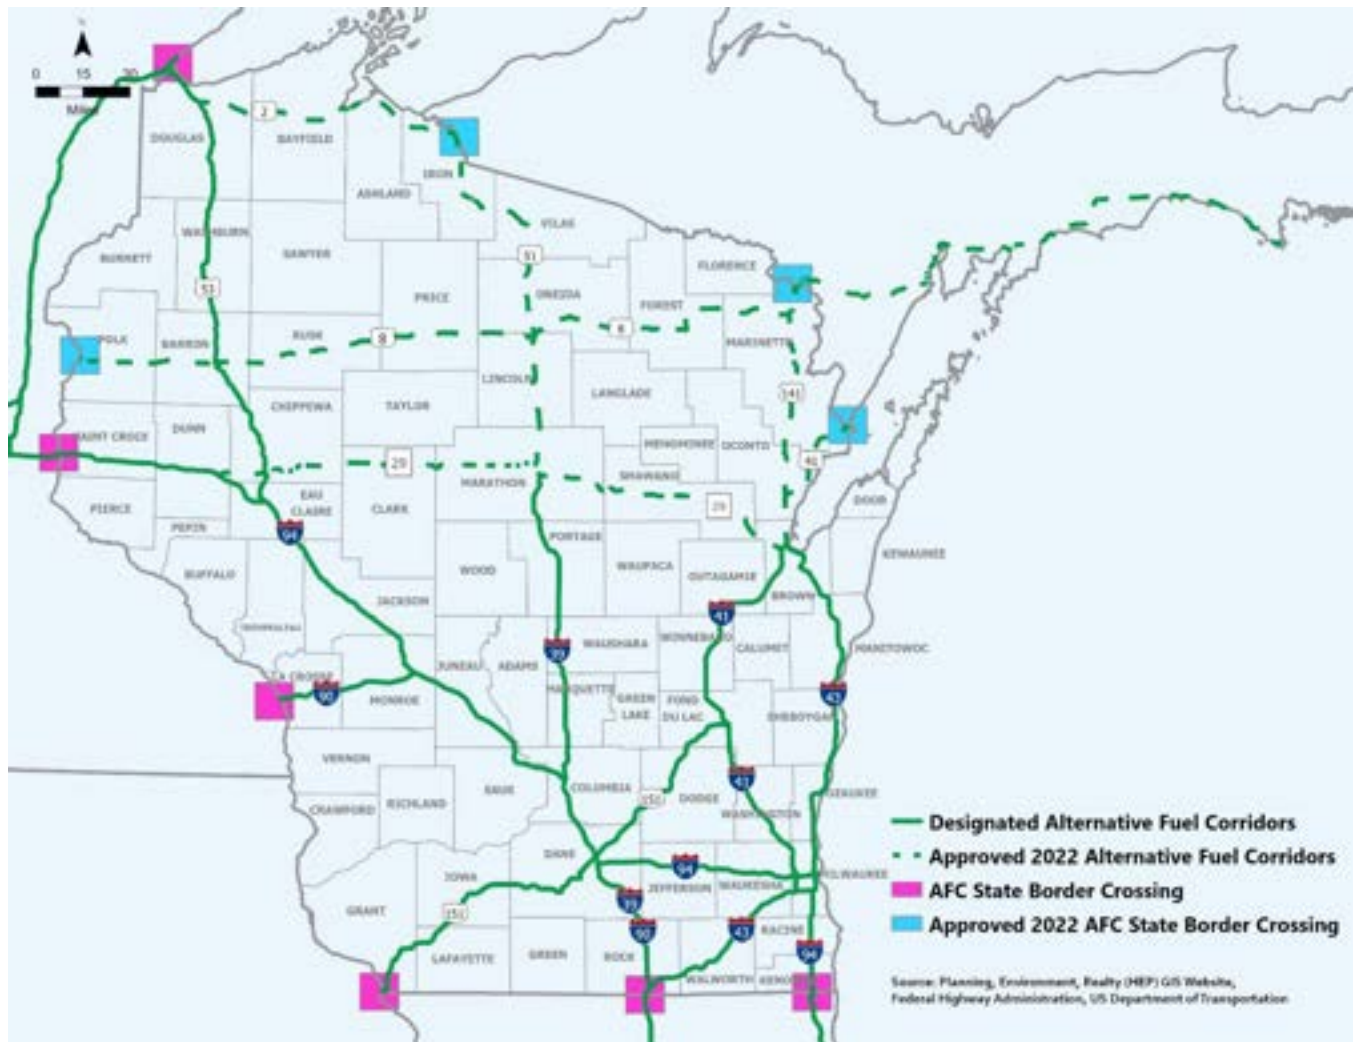 0 15 30
Miles
2
DOUGLAS
BAYFIELD
ASHLAND
IRON
VILAS
WASHBURN
SAWYER
BURNETT
53
51
FLORENCE
PRICE
ONEIDA
FOREST
POLK
BARRON
RUSK
8
8
MARINETTE
LINCOLN
LANGLADE
CHIPPEWA
TAYLOR
141
SAINT CROIX
DUNN
MENOMINEE
OCONTO
41
29
MARATHON
SHAWANO
PIERCE
EAU
CLAIRE
CLARK
29
DOOR
PEPIN
94
PORTAGE
KEWAUNEE
BUFFALO
WOOD
WAUPACA
OUTAGAMIE
BROWN
JACKSON
41
WAUSHARA
WINNEBAGO
CALUMET
MANITOWOC
39
JUNEAU
ADAMS
LA CROSSE
90
MONROE
MARQUETTE
GREEN
LAKE
FOND
DU LAC
SHEBOYGAN
43
VERNON
SAUK
COLUMBIA
41
DODGE
151
OZAUKEE
CRAWFORD
RICHLAND
WASHINGTON
DANE
94
IOWA
JEFFERSON
WAUKESHA
MILWAUKEE
GRANT
151
39
90
43
RACINE
LAFAYETTE
GREEN
ROCK
WALWORTH
94
Designated Alternative Fuel Corridors
Approved 2022 Alternative Fuel Corridors
AFC State Border Crossing
Approved 2022 AFC State Border Crossing
Source: Planning, Environment, Realty (HEP) GIS Website,
Federal Highway Administration, US Department of Transportation